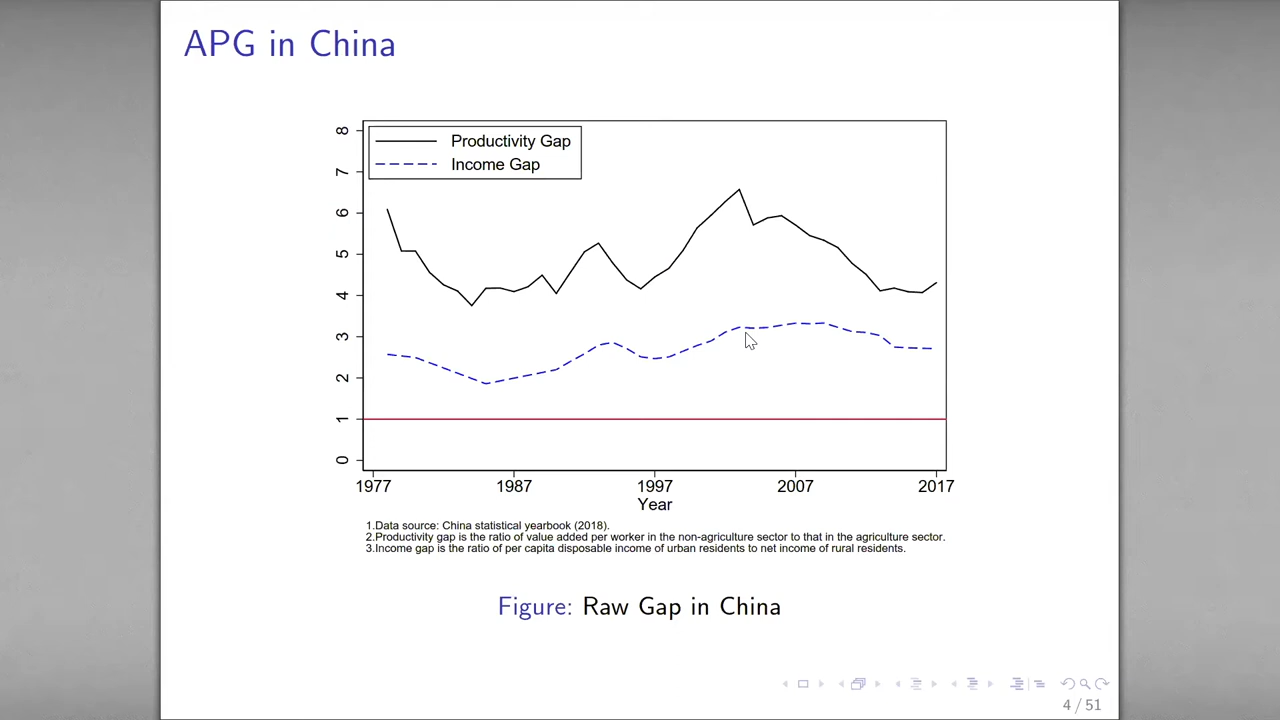 APG in China
Productivity Gap
Income Gap
8
7
6
5
4
3
2
1
0
1977 1987 1997 2007 2017
Year
1.Data source: China statistical yearbook (2018).
2.Productivity gap is the ratio of value added per worker in the non-agriculture sector to that in the agriculture sector.
3.Income gap is the ratio of per capita disposable income of urban residents to net income of rural residents.
Figure: Raw Gap in China
4 / 51